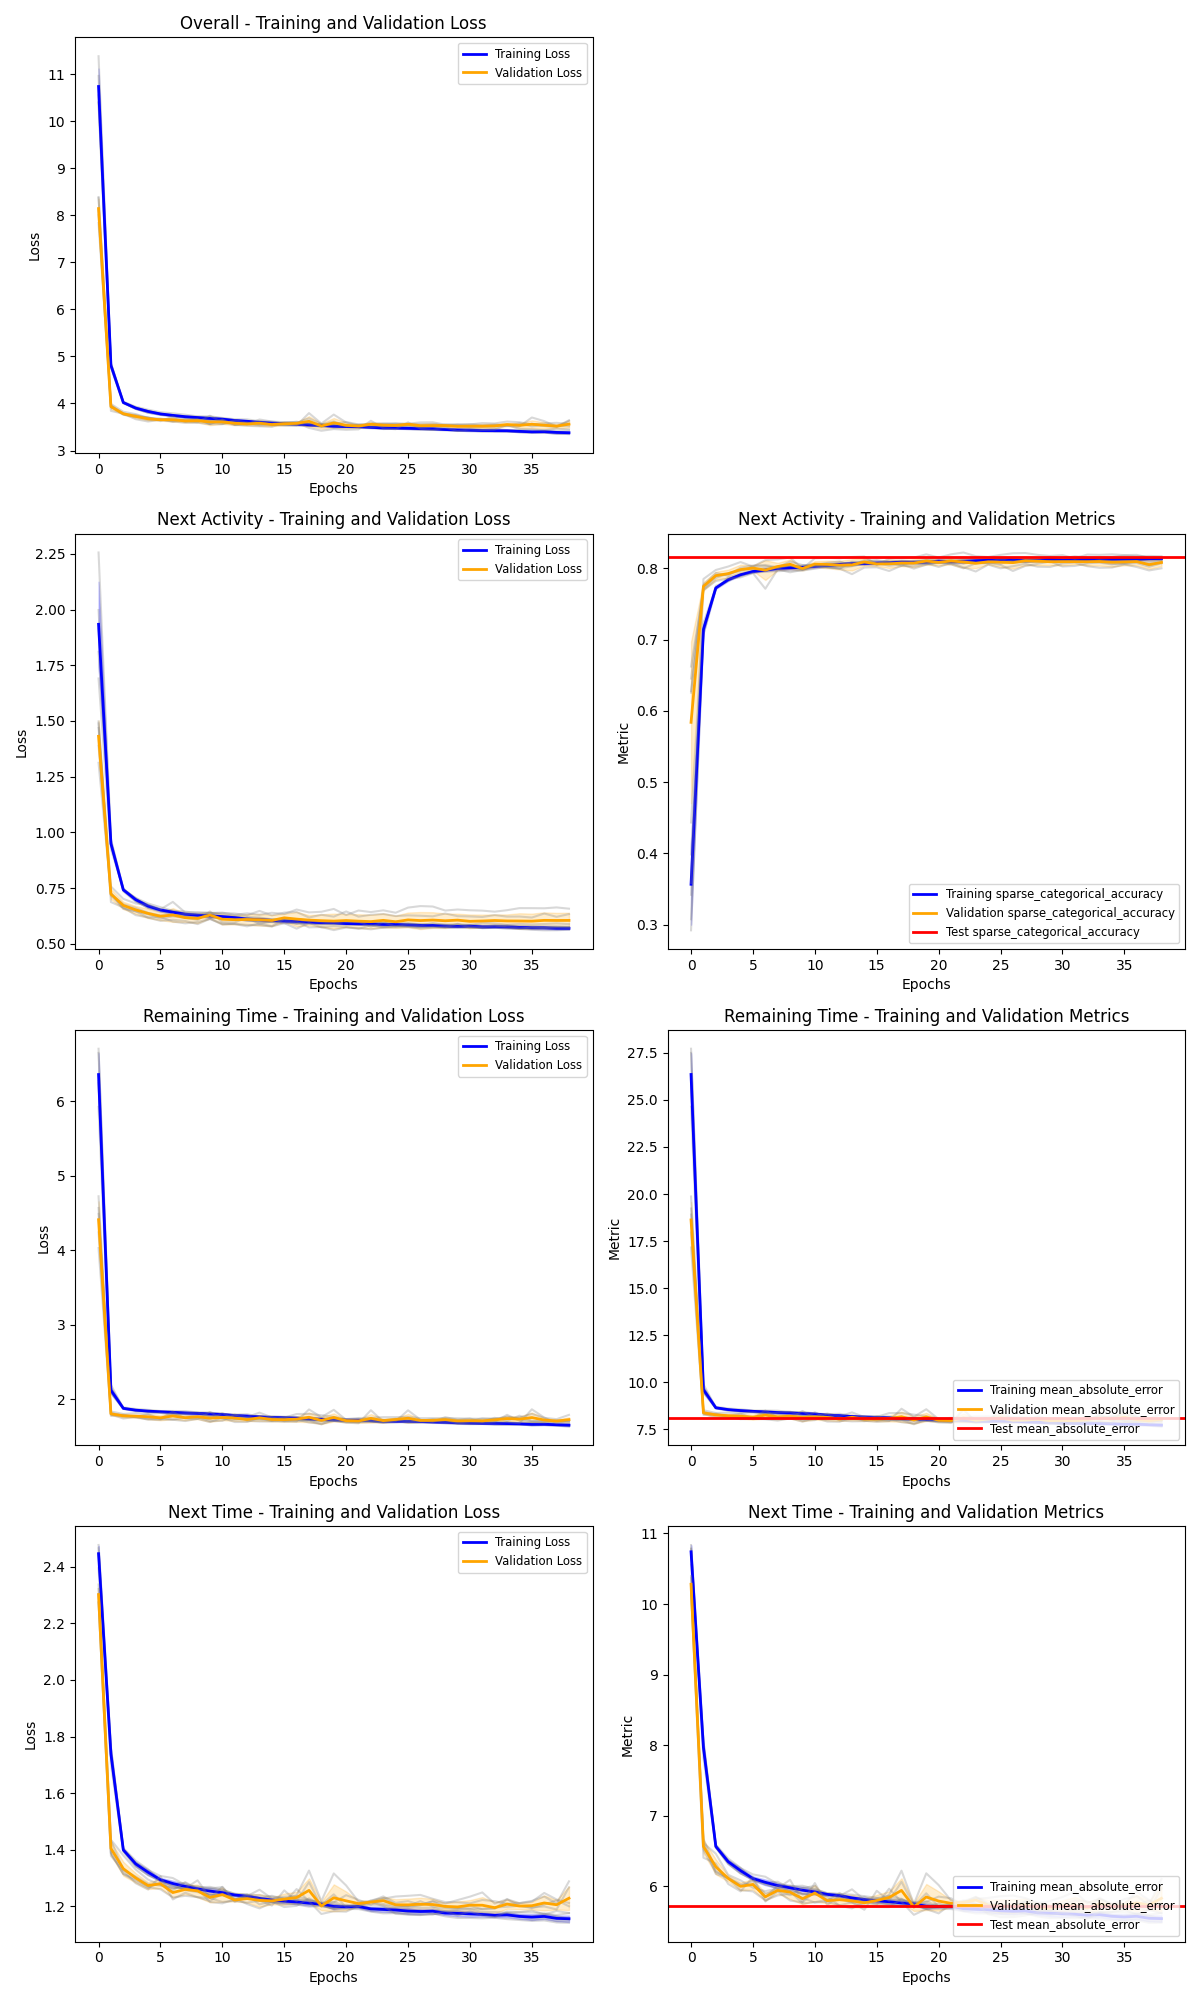 Overall - Training and Validation Loss
Training Loss
Validation Loss
11
10
9
8
7
6
5
4
3
Loss
0 5 10 15 20 25 30 35
Epochs
Next Activity - Training and Validation Loss
Training Loss
Validation Loss
2.25
2.00
1.75
1.50
1.25
1.00
0.75
0.50
Loss
0 5 10 15 20 25 30 35
Epochs
Next Activity - Training and Validation Metrics
0.8
0.7
0.6
0.5
0.4
0.3
Metric
Training sparse_categorical_accuracy
Validation sparse_categorical_accuracy
Test sparse_categorical_accuracy
0 5 10 15 20 25 30 35
Epochs
Remaining Time - Training and Validation Loss
Training Loss
Validation Loss
6
5
4
3
2
Loss
0 5 10 15 20 25 30 35
Epochs
Remaining Time - Training and Validation Metrics
27.5
25.0
22.5
20.0
17.5
15.0
12.5
10.0
7.5
Metric
Training mean_absolute_error
Validation mean_absolute_error
Test mean_absolute_error
0 5 10 15 20 25 30 35
Epochs
Next Time - Training and Validation Loss
Training Loss
Validation Loss
2.4
2.2
2.0
1.8
1.6
1.4
1.2
Loss
0 5 10 15 20 25 30 35
Epochs
Next Time - Training and Validation Metrics
11
10
9
8
7
6
Metric
Training mean_absolute_error
Validation mean_absolute_error
Test mean_absolute_error
0 5 10 15 20 25 30 35
Epochs